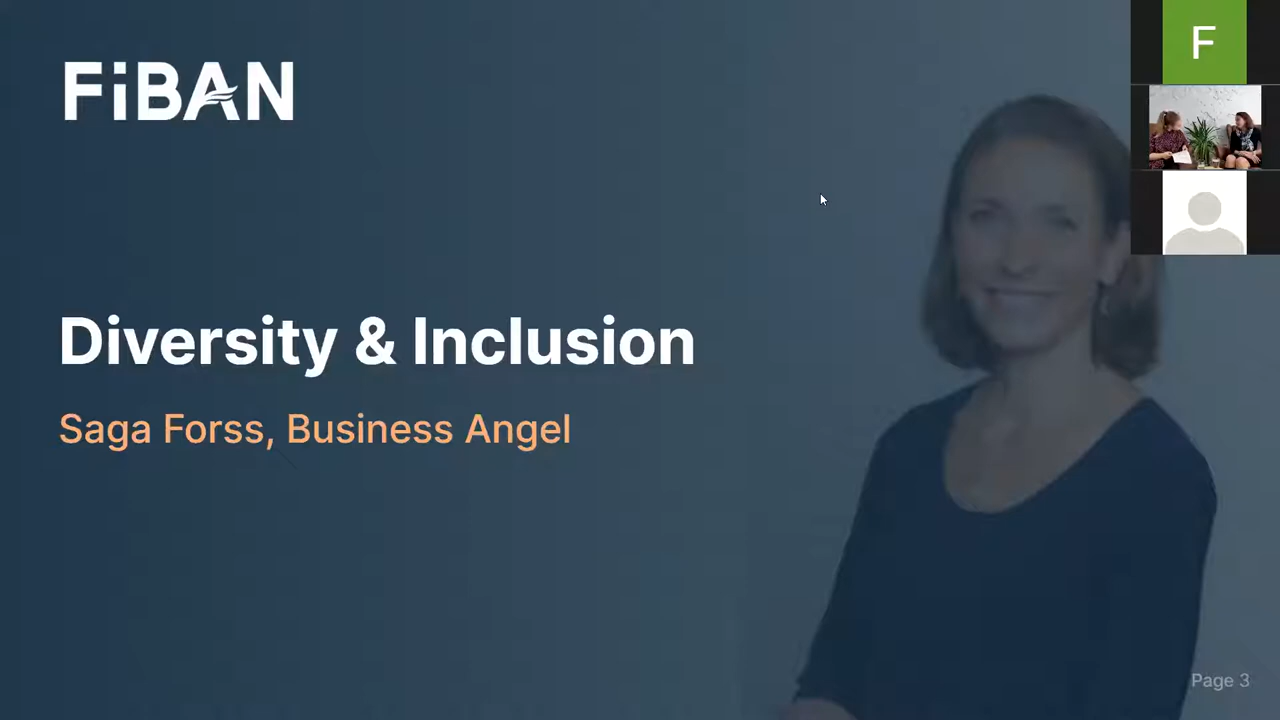 FiBAN
F
Diversity & Inclusion
Saga Forss, Business Angel
Page 3